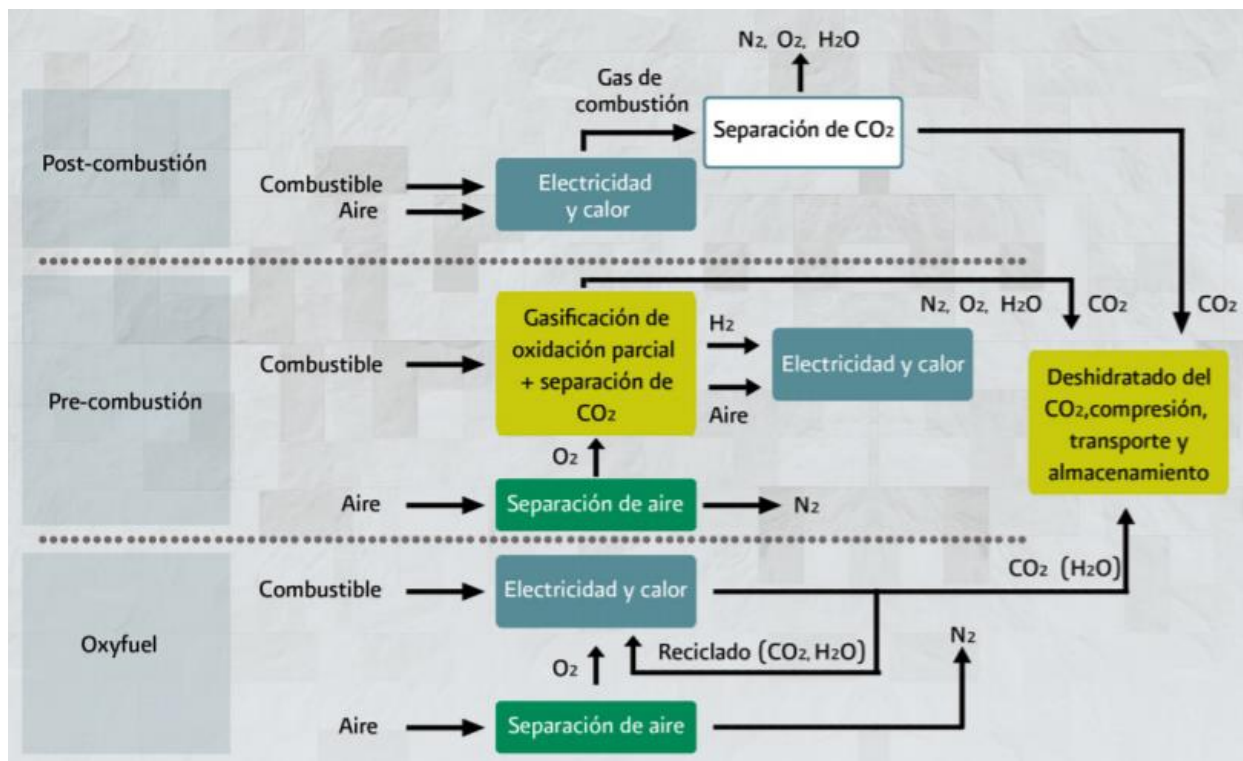 N2, O2, H2O
Gas de
combustión
Separación de CO2
Post-combustión
Combustible
Aire
Electricidad
y calor
N2, O2, H2O
CO2
CO2
Gasificación de
oxidación parcial
+ separación de
CO2
H2
Aire
Electricidad y calor
Combustible
Pre-combustión
Deshidratado del
CO2,compresión,
transporte y
almacenamiento
O2
Aire
Separación de aire
N2
CO2 (H2O)
Combustible
Electricidad y calor
Oxyfuel
O2
Reciclado (CO2, H2O)
N2
Aire
Separación de aire